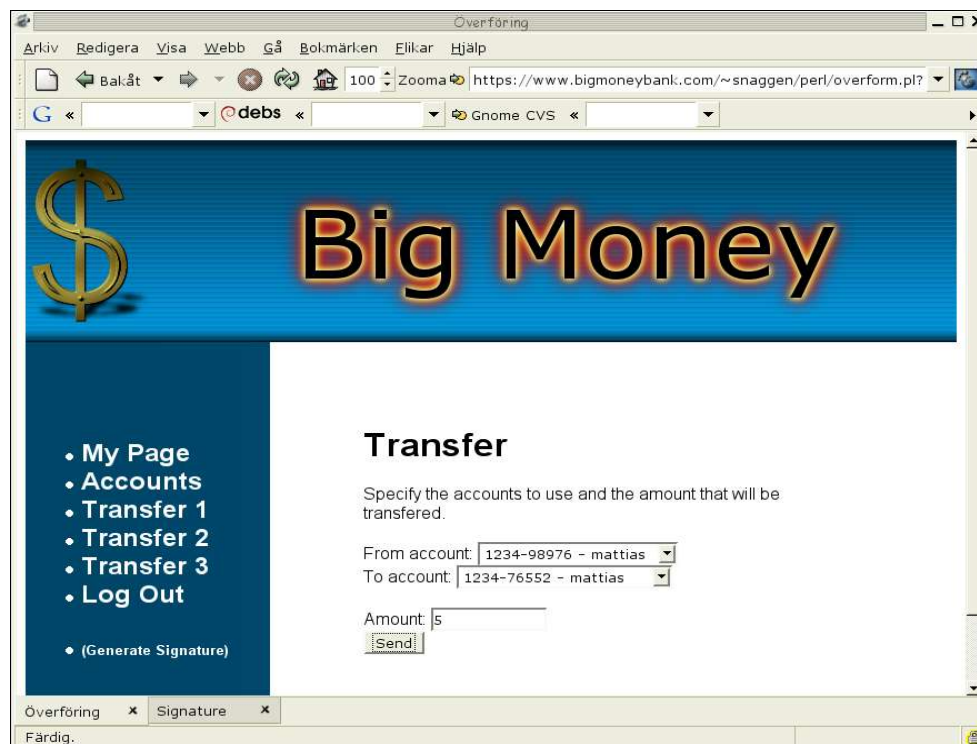 Överföring
Arkiv Redigera Visa Webb Gå Bokmärken Flikar Hjälp
Bakåt 100 Zooma https://www.bigmoneybank.com/~snaggen/perl/overform.pl?
G « debs « Gnome CVS «
$ Big Money
My Page
Accounts
Transfer 1
Transfer 2
Transfer 3
Log Out
(Generate Signature)
Transfer
Specify the accounts to use and the amount that will be
transfered.
From account: 1234-98976 - mattias
To account: 1234-76552 - mattias
Amount: 5
Send
Överföring Signature
Färdig.